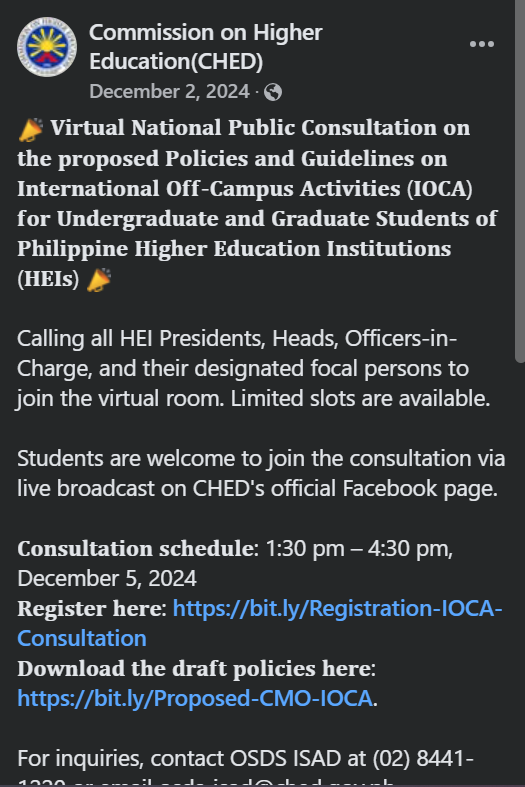 Commission on Higher
Education(CHED)
December 2, 2024 ·
Virtual National Public Consultation on
the proposed Policies and Guidelines on
International Off-Campus Activities (IOCA)
for Undergraduate and Graduate Students of
Philippine Higher Education Institutions
(HEIs)
Calling all HEI Presidents, Heads, Officers-in-
Charge, and their designated focal persons to
join the virtual room. Limited slots are available.
Students are welcome to join the consultation via
live broadcast on CHED's official Facebook page.
Consultation schedule: 1:30 pm – 4:30 pm,
December 5, 2024
Register here: https://bit.ly/Registration-IOCA-
Consultation
Download the draft policies here:
https://bit.ly/Proposed-CMO-IOCA.
For inquiries, contact OSDS ISAD at (02) 8441-